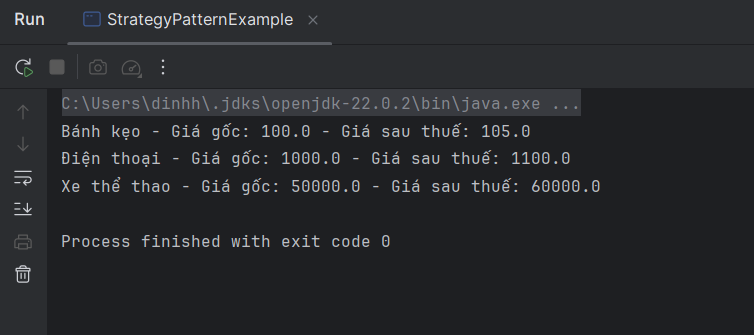 Run
StrategyPatternExample
C:\Users\dinhh\.jdks\openjdk-22.0.2\bin\java.exe ...
Bánh kẹo - Giá gốc: 100.0 - Giá sau thuế: 105.0
Điện thoại - Giá gốc: 1000.0 - Giá sau thuế: 1100.0
Xe thể thao - Giá gốc: 50000.0 - Giá sau thuế: 60000.0
Process finished with exit code 0